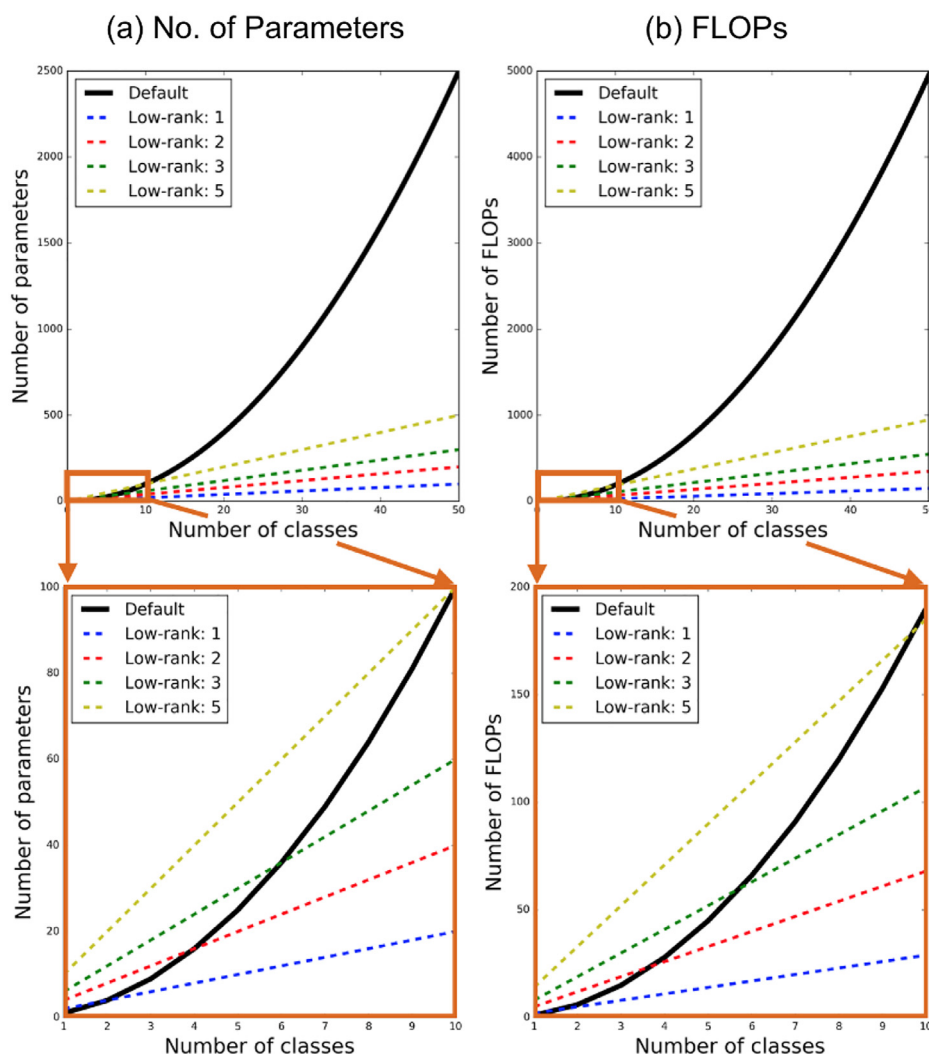 (a) No. of Parameters
(b) FLOPs
2500
2000
1500
1000
500
0
Number of parameters
Default
Low-rank: 1
Low-rank: 2
Low-rank: 3
Low-rank: 5
0 10 20 30 40 50
Number of classes
5000
4000
3000
2000
1000
0
Number of FLOPs
Default
Low-rank: 1
Low-rank: 2
Low-rank: 3
Low-rank: 5
0 10 20 30 40 50
Number of classes
100
80
60
40
20
0
Number of parameters
Default
Low-rank: 1
Low-rank: 2
Low-rank: 3
Low-rank: 5
1 2 3 4 5 6 7 8 9 10
Number of classes
200
150
100
50
0
Number of FLOPs
Default
Low-rank: 1
Low-rank: 2
Low-rank: 3
Low-rank: 5
1 2 3 4 5 6 7 8 9 10
Number of classes